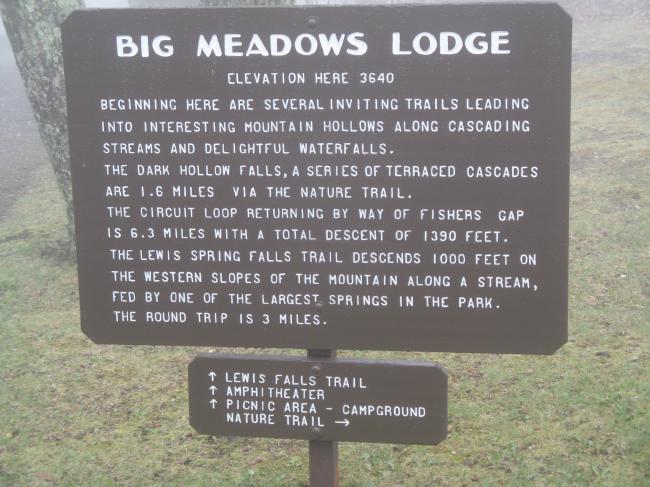 BIG MEADOWS LODGE
ELEVATION HERE 3640
BEGINNING HERE ARE SEVERAL INVITING TRAILS LEADING
INTO INTERESTING MOUNTAIN HOLLOWS ALONG CASCADING
STREAMS AND DELIGHTFUL WATERFALLS.
THE DARK HOLLOW FALLS, A SERIES OF TERRACED CASCADES
ARE 1.6 MILES VIA THE NATURE TRAIL.
THE CIRCUIT LOOP RETURNING BY WAY OF FISHERS GAP
IS 6.3 MILES WITH A TOTAL DESCENT OF 1390 FEET.
THE LEWIS SPRING FALLS TRAIL DESCENDS 1000 FEET ON
THE WESTERN SLOPES OF THE MOUNTAIN ALONG A STREAM,
FED BY ONE OF THE LARGEST SPRINGS IN THE PARK.
THE ROUND TRIP IS 3 MILES.
↑ LEWIS FALLS TRAIL
↑ AMPHITHEATER
↑ PICNIC AREA - CAMPGROUND
NATURE TRAIL →